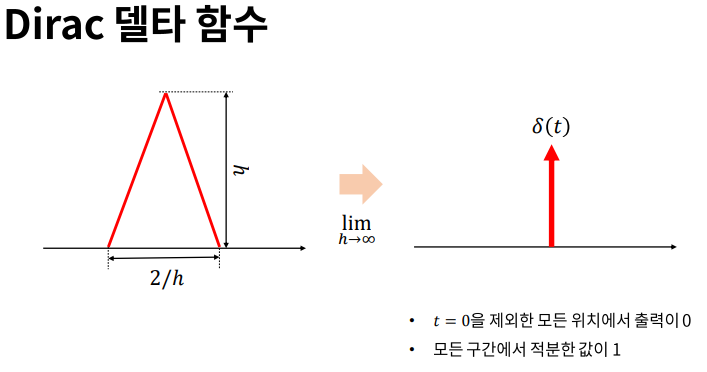 Dirac 델타 함수
h
2/h
lim
h→∞
δ(t)
• t = 0을 제외한 모든 위치에서 출력이 0
• 모든 구간에서 적분한 값이 1